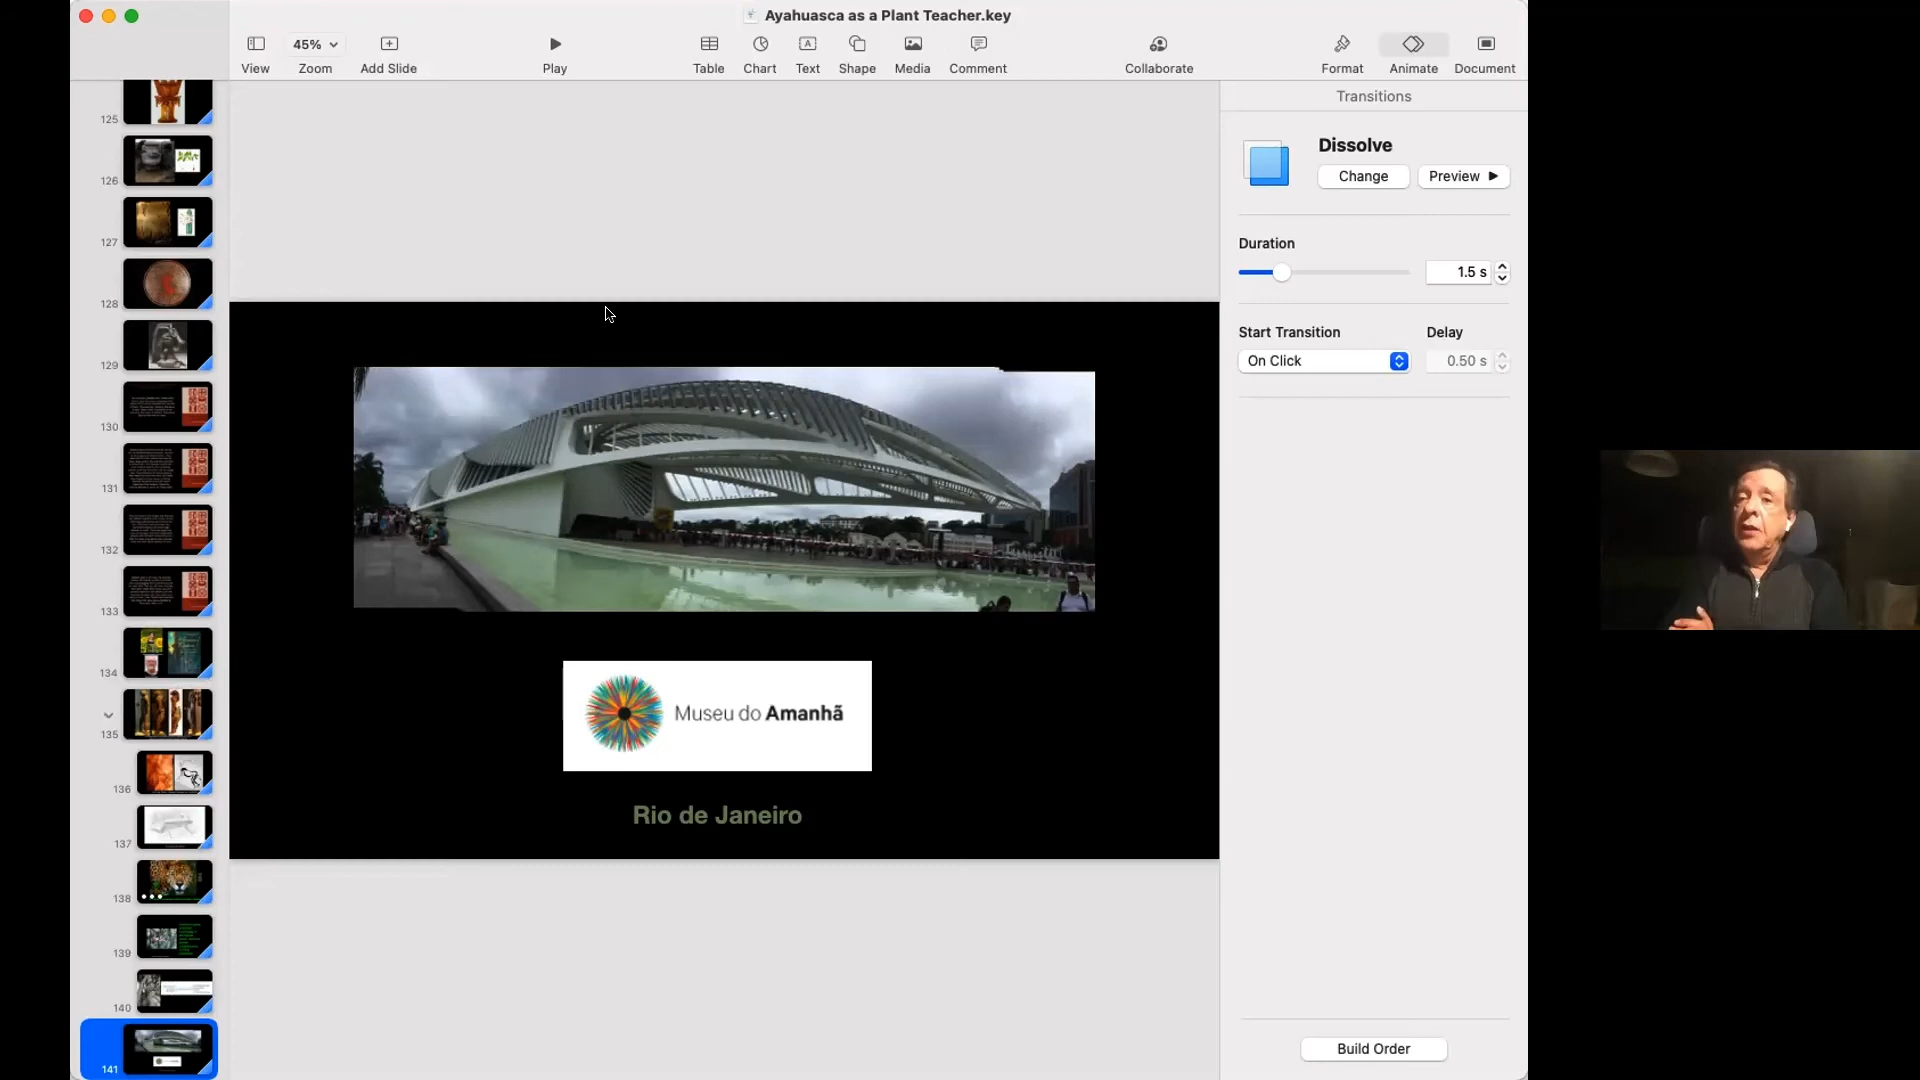 Ayahuasca as a Plant Teacher.key
45%
View
Zoom
Add Slide
Play
Table
Chart
Text
Shape
Media
Comment
Collaborate
Format
Animate
Document
Transitions
Dissolve
Change
Preview
Duration
1.5 s
Start Transition
Delay
On Click
0.50 s
Build Order
125
126
127
128
129
130
131
132
133
134
135
136
137
138
139
140
141
Museu do Amanhã
Rio de Janeiro